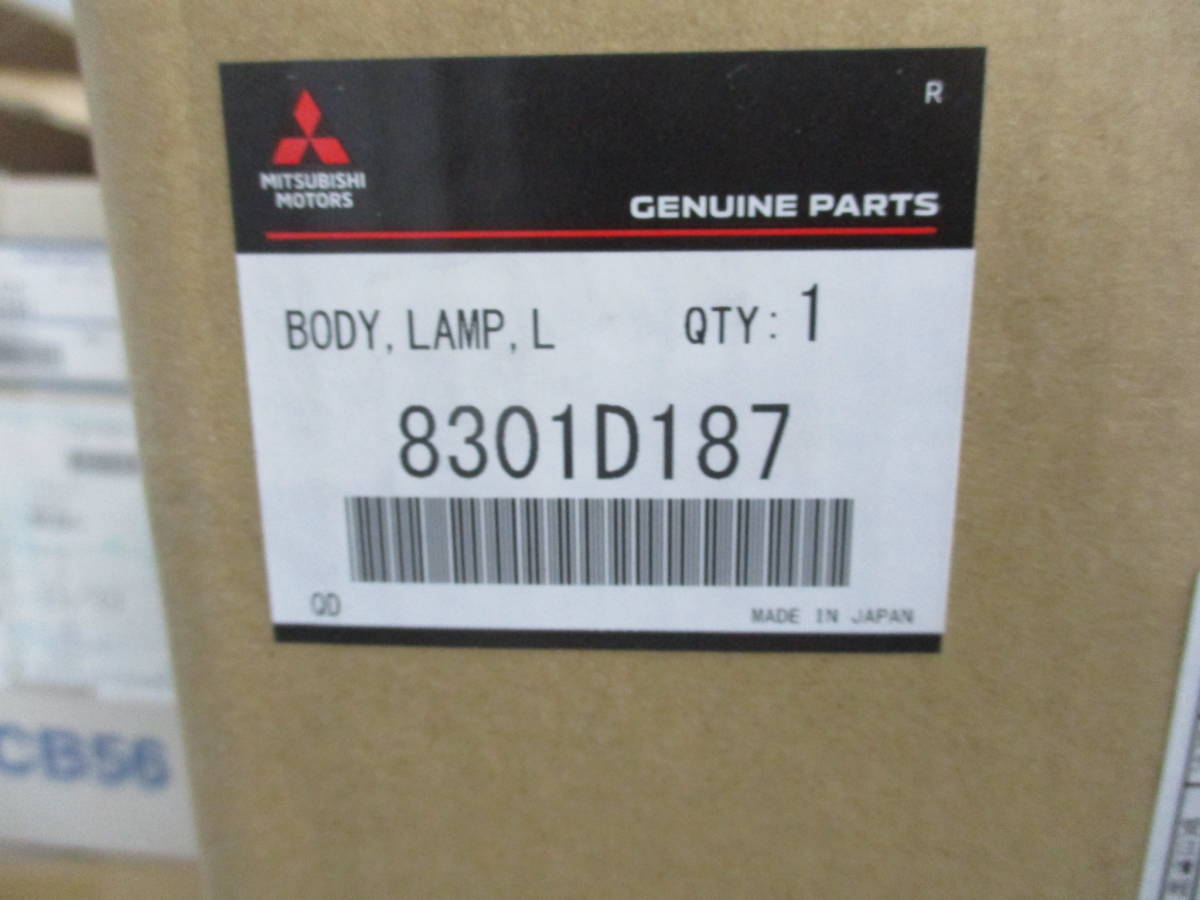 R
MITSUBISHI
MOTORS
GENUINE PARTS
BODY, LAMP, L QTY: 1
8301D187
QD
MADE IN JAPAN
CB56